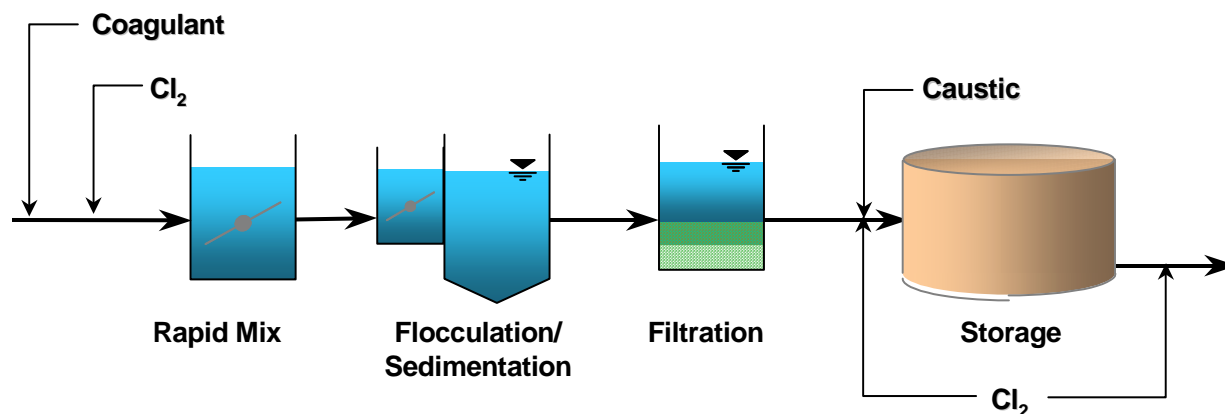 Coagulant
Cl₂
Caustic
Rapid Mix
Flocculation/
Sedimentation
Filtration
Storage
Cl₂